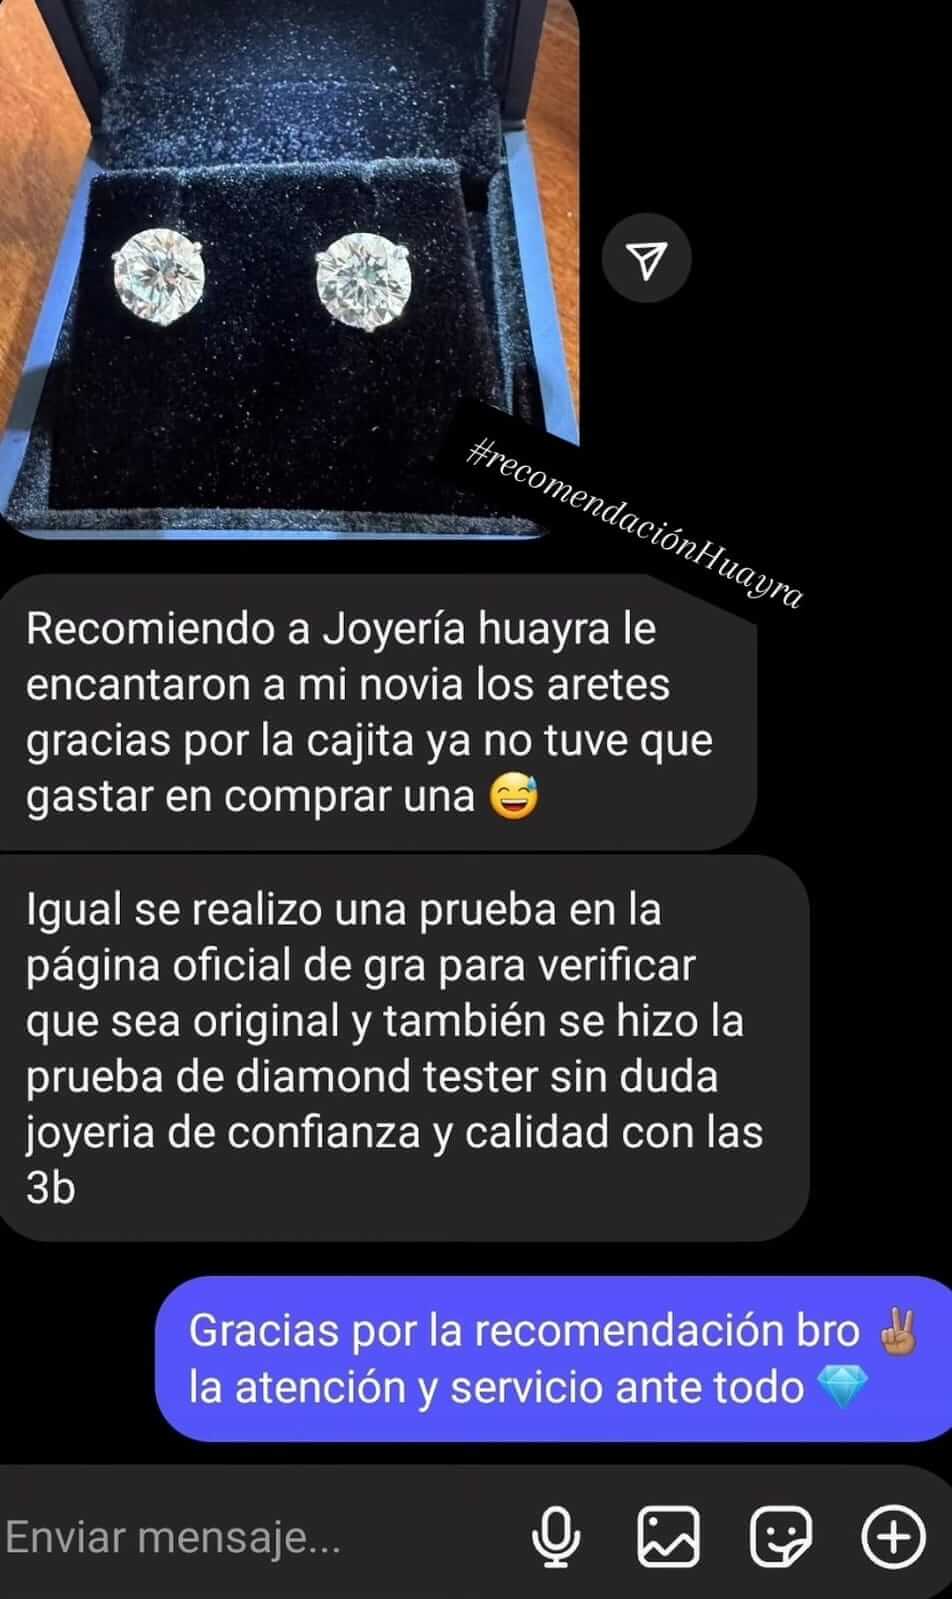 #recomendaciónHuayra
Recomiendo a Joyería huayra le
encantaron a mi novia los aretes
gracias por la cajita ya no tuve que
gastar en comprar una 😅
Igual se realizo una prueba en la
página oficial de gra para verificar
que sea original y también se hizo la
prueba de diamond tester sin duda
joyeria de confianza y calidad con las
3b
Gracias por la recomendación bro ✌🏾
la atención y servicio ante todo 💎
Enviar mensaje...